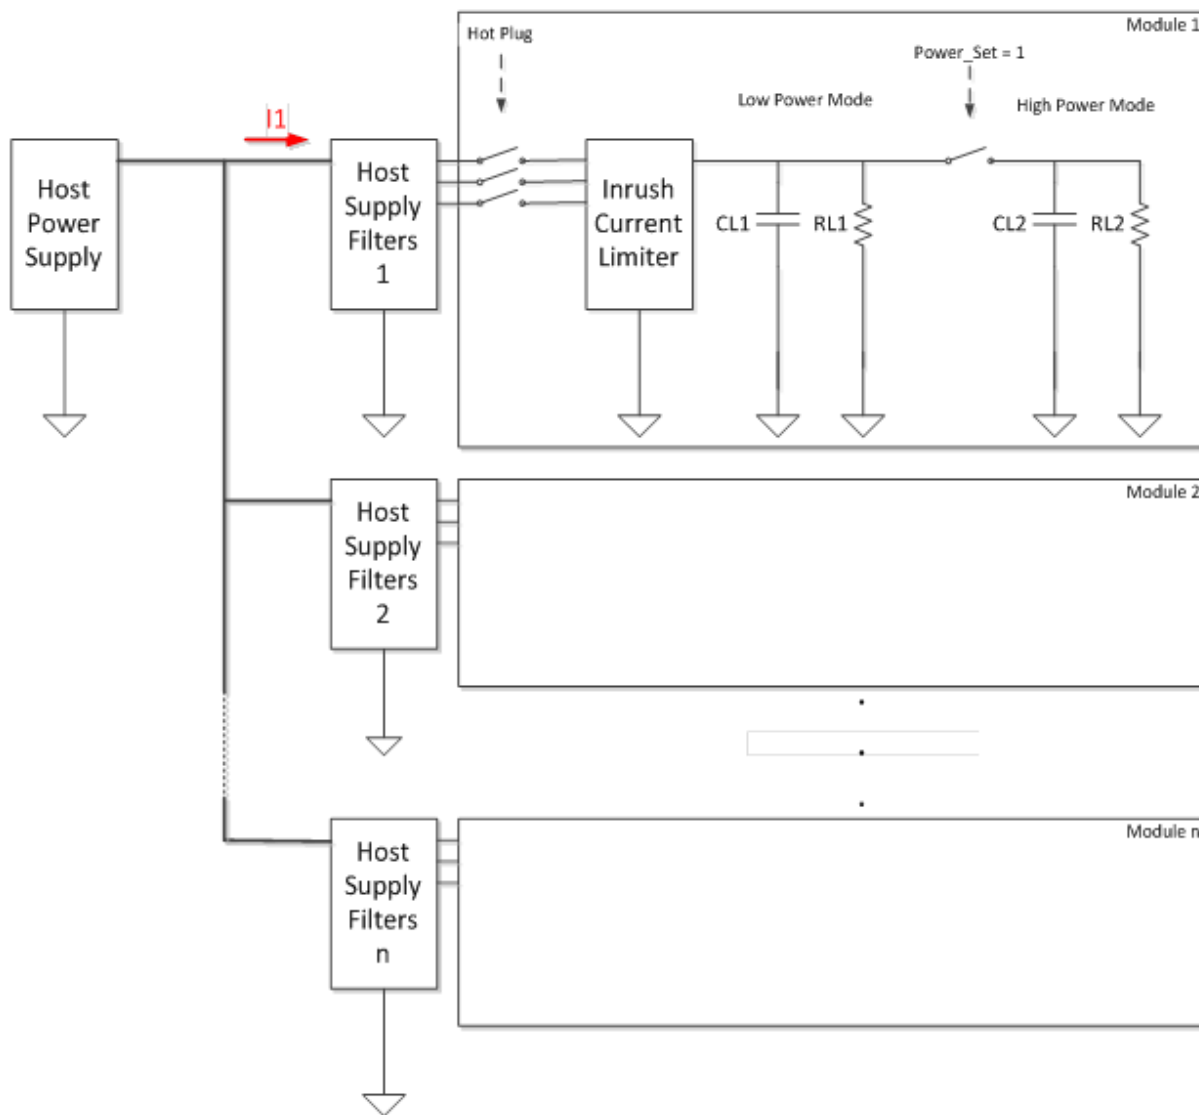 Module 1
Hot Plug
Power_Set = 1
Low Power Mode
High Power Mode
I1
Host
Power
Supply
Host
Supply
Filters
1
Inrush
Current
Limiter
CL1
RL1
CL2
RL2
Module 2
Host
Supply
Filters
2
Module n
Host
Supply
Filters
n